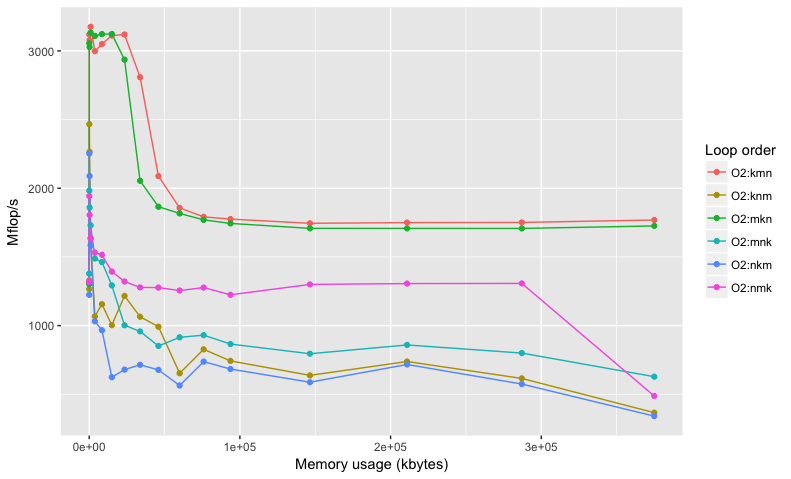 3000
2000
1000
Mflop/s
0e+00 1e+05 2e+05 3e+05
Memory usage (kbytes)
Loop order
O2:kmn
O2:knm
O2:mkn
O2:mnk
O2:nkm
O2:nmk